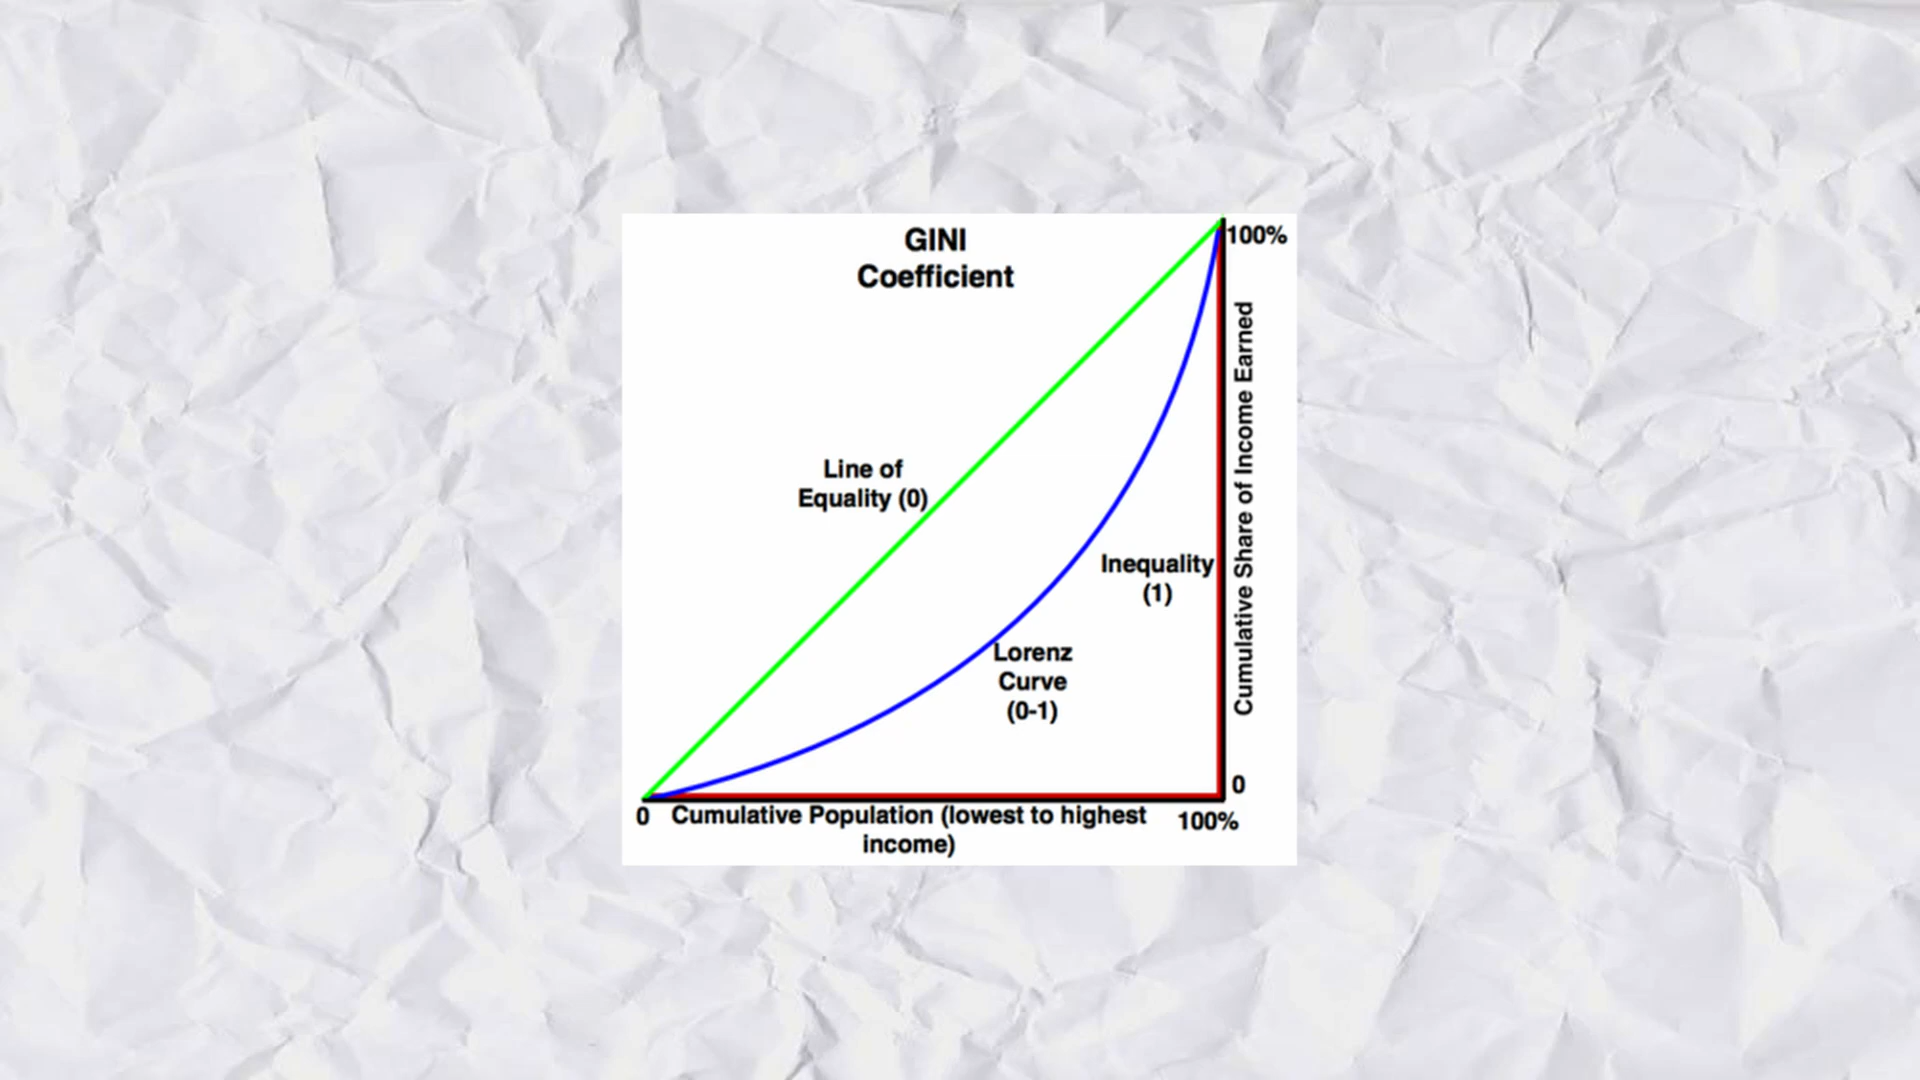 GINI
Coefficient
100%
Line of
Equality (0)
Inequality
(1)
Lorenz
Curve
(0-1)
Cumulative Share of Income Earned
0
0
Cumulative Population (lowest to highest
income)
100%